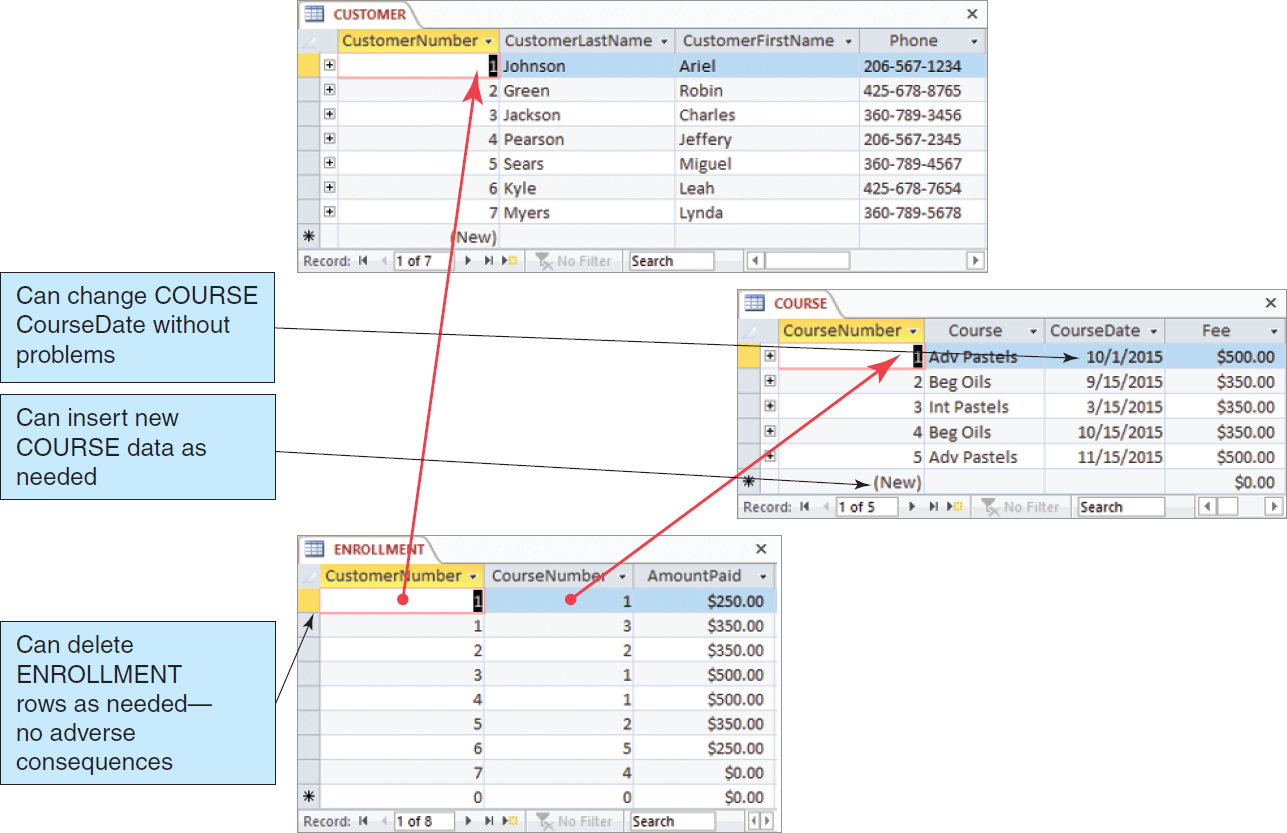 CUSTOMER
CustomerNumber CustomerLastName CustomerFirstName Phone
1 Johnson Ariel 206-567-1234
2 Green Robin 425-678-8765
3 Jackson Charles 360-789-3456
4 Pearson Jeffery 206-567-2345
5 Sears Miguel 360-789-4567
6 Kyle Leah 425-678-7654
7 Myers Lynda 360-789-5678
(New)
Record: 1 of 7 No Filter Search
Can change COURSE
CourseDate without
problems
Can insert new
COURSE data as
needed
COURSE
CourseNumber Course CourseDate Fee
1 Adv Pastels 10/1/2015 $500.00
2 Beg Oils 9/15/2015 $350.00
3 Int Pastels 3/15/2015 $350.00
4 Beg Oils 10/15/2015 $350.00
5 Adv Pastels 11/15/2015 $500.00
(New) $0.00
Record: 1 of 5 No Filter Search
Can delete
ENROLLMENT
rows as needed—
no adverse
consequences
ENROLLMENT
CustomerNumber CourseNumber AmountPaid
1 1 $250.00
1 3 $350.00
2 2 $350.00
3 1 $500.00
4 1 $500.00
5 2 $350.00
6 5 $250.00
7 4 $0.00
0 0 $0.00
Record: 1 of 8 No Filter Search